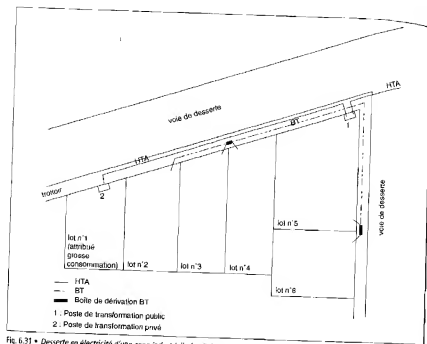 HTA
voie de desserte
BT
1
HTA
trottoir
2
voie de desserte
lot n°1
(attribué
grosse
consommation)
lot n°2
lot n°3
lot n°4
lot n°5
lot n°6
HTA
BT
Boîte de dérivation BT
1. Poste de transformation public
2. Poste de transformation privé
Fig. 6.31 • Desserte en électricité d'une